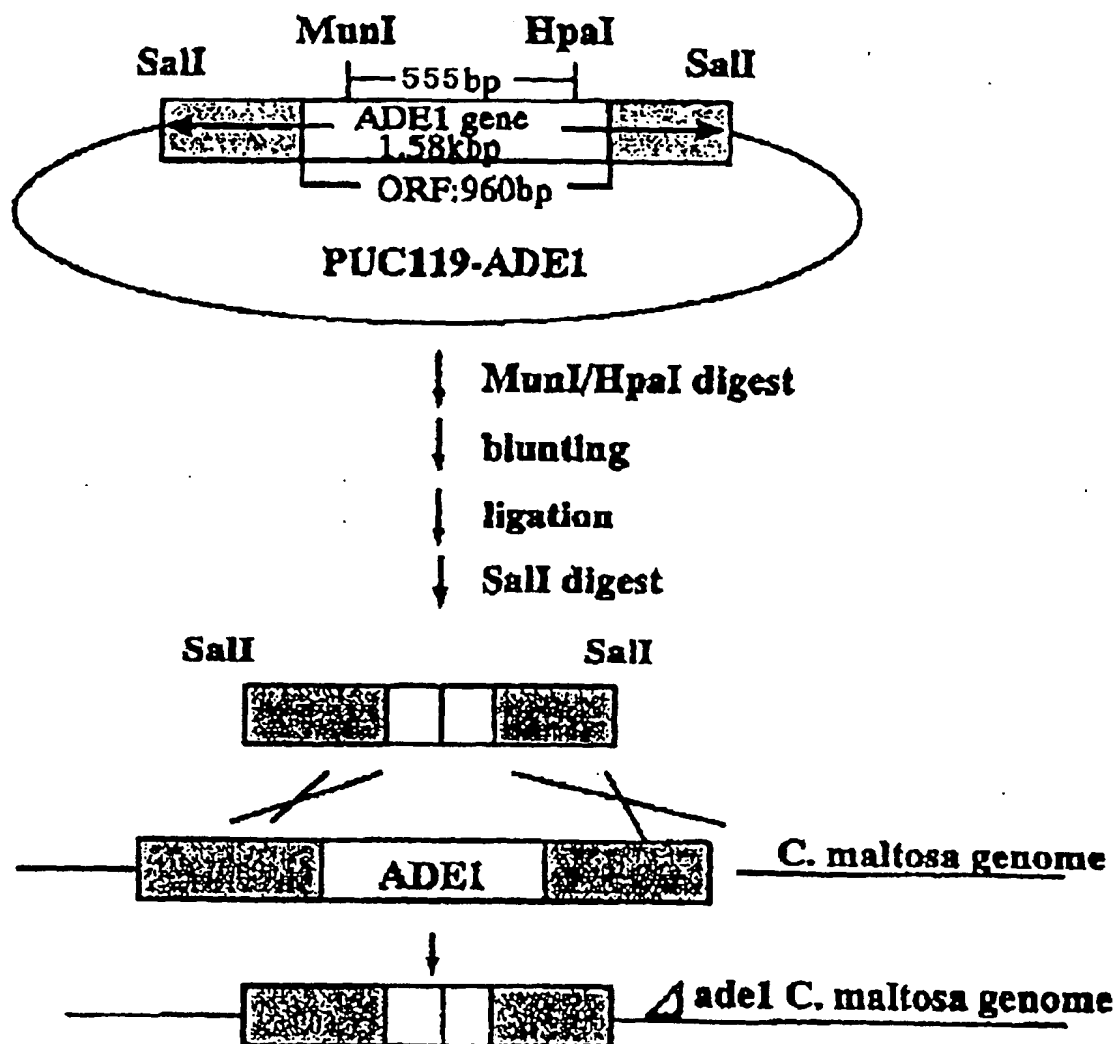 MunI HpaI
SalI SalI
555bp
ADE1 gene
1.58kbp
ORF:960bp
PUC119-ADE1
MunI/HpaI digest
blunting
ligation
SalI digest
SalI SalI
ADE1
C. maltosa genome
Δ ade1 C. maltosa genome